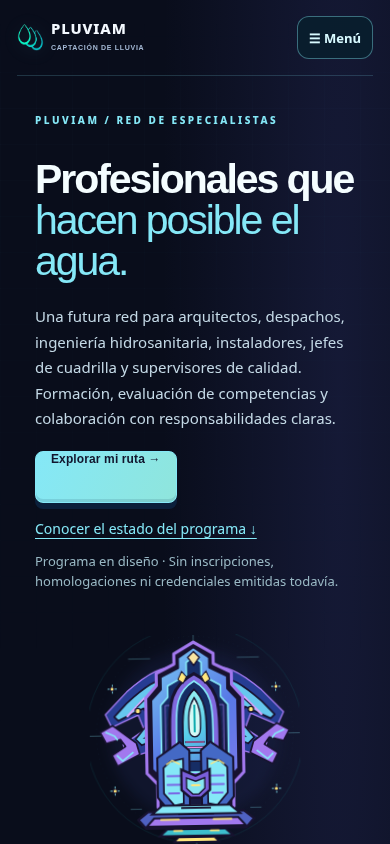 PLUVIAM
CAPTACIÓN DE LLUVIA
☰ Menú
PLUVIAM / RED DE ESPECIALISTAS
Profesionales que
hacen posible el
agua.
Una futura red para arquitectos, despachos,
ingeniería hidrosanitaria, instaladores, jefes
de cuadrilla y supervisores de calidad.
Formación, evaluación de competencias y
colaboración con responsabilidades claras.
Explorar mi ruta →
Conocer el estado del programa ↓
Programa en diseño · Sin inscripciones,
homologaciones ni credenciales emitidas todavía.